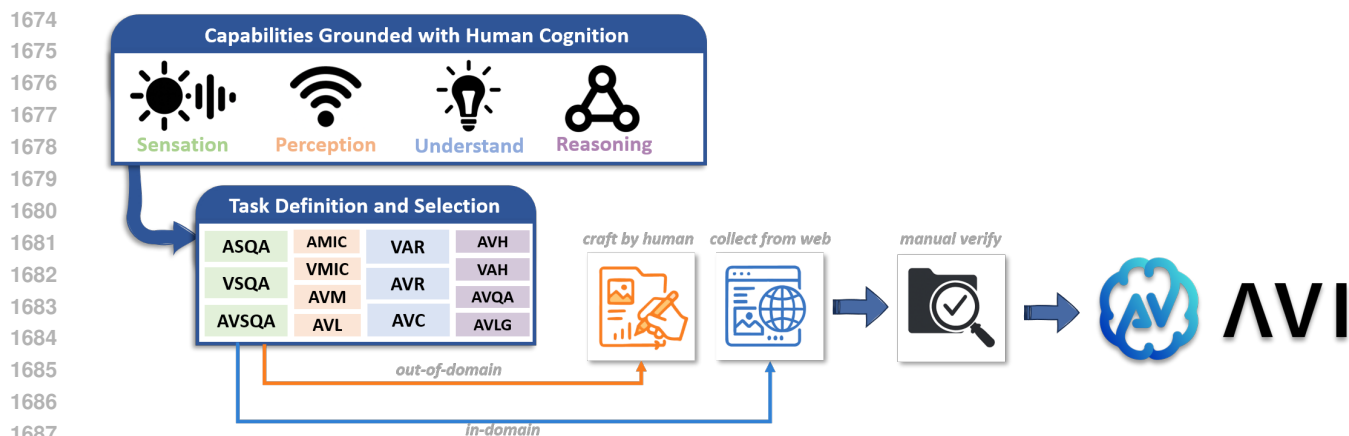 1674
1675
1676
1677
1678
1679
1680
1681
1682
1683
1684
1685
1686
1687
Capabilities Grounded with Human Cognition
Sensation Perception Understand Reasoning
Task Definition and Selection
ASQA
VSQA
AVSQA
AMIC
VMIC
AVM
AVL
VAR
AVR
AVC
AVH
VAH
AVQA
AVLG
craft by human
collect from web
manual verify
out-of-domain
in-domain
AV
AVI